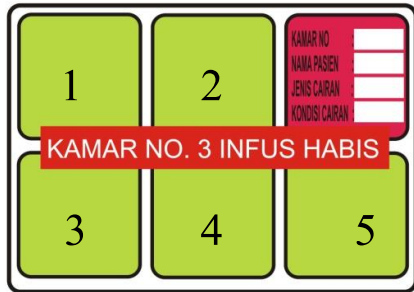 1
2
KAMAR NO :
NAMA PASIEN :
JENIS CAIRAN :
KONDISI CAIRAN :
KAMAR NO. 3 INFUS HABIS
3
4
5